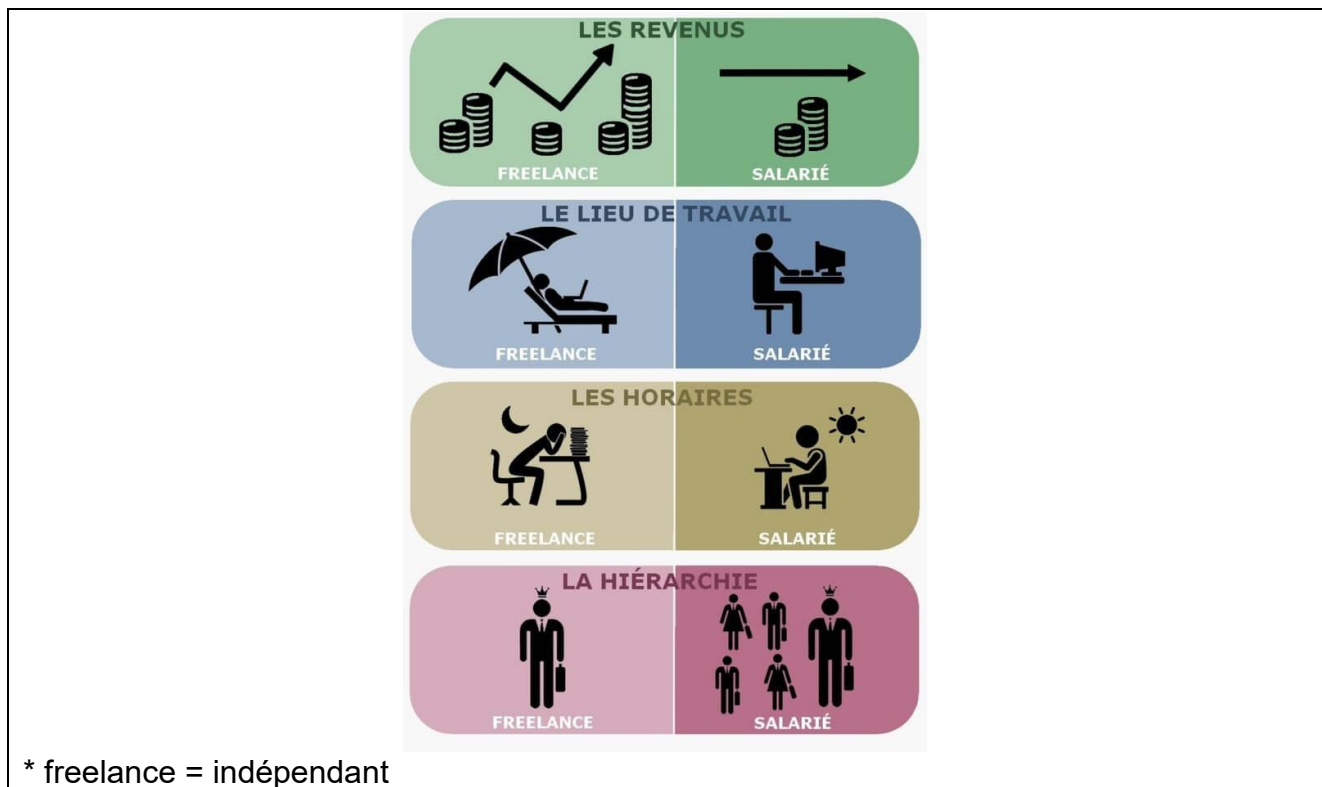 LES REVENUS
FREELANCE SALARIÉ
LE LIEU DE TRAVAIL
FREELANCE SALARIÉ
LES HORAIRES
FREELANCE SALARIÉ
LA HIÉRARCHIE
FREELANCE SALARIÉ
* freelance = indépendant